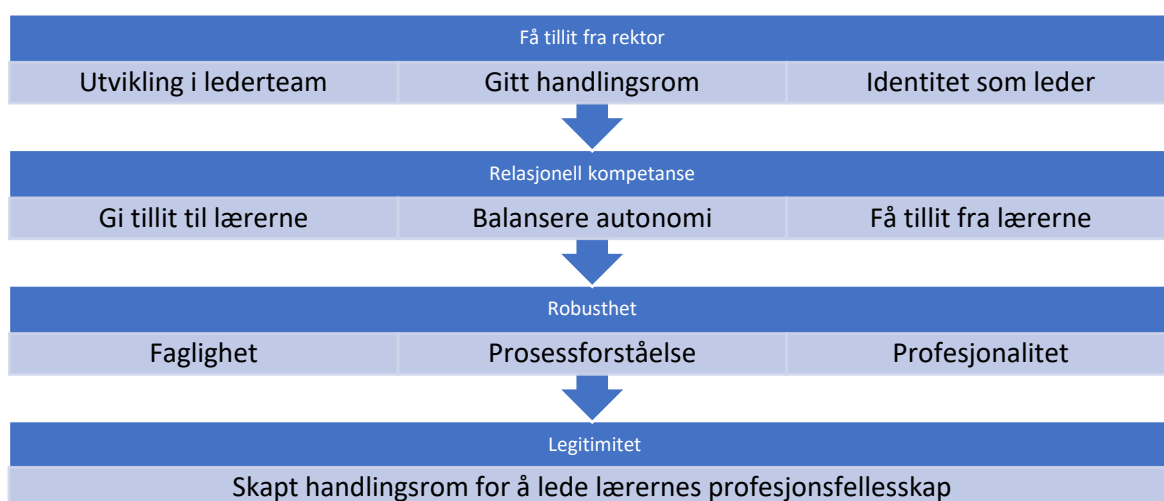 Få tillit fra rektor
Utvikling i lederteam Gitt handlingsrom Identitet som leder
Relasjonell kompetanse
Gi tillit til lærerne Balansere autonomi Få tillit fra lærerne
Robusthet
Faglighet Prosessforståelse Profesjonalitet
Legitimitet
Skapt handlingsrom for å lede lærernes profesjonsfellesskap